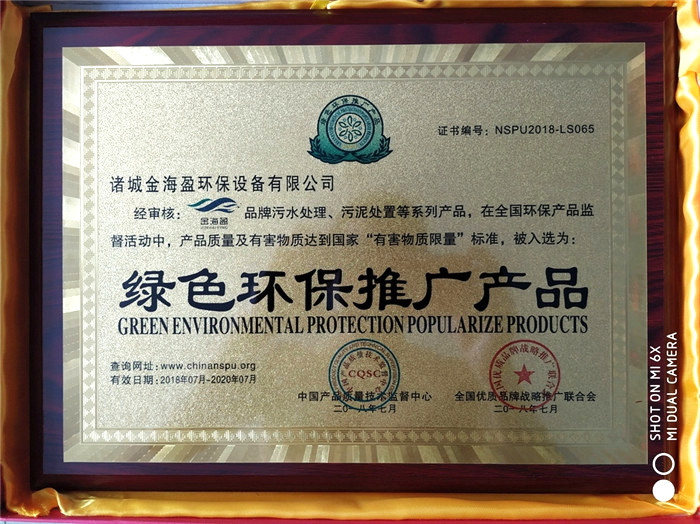 绿色环保推广产品
证书编号：NSPU2018-LS065
诸城金海盈环保设备有限公司
经审核： 金海盈 品牌污水处理、污泥处置等系列产品，在全国环保产品监
督活动中，产品质量及有害物质达到国家“有害物质限量”标准，被入选为：
绿色环保推广产品
GREEN ENVIRONMENTAL PROTECTION POPULARIZE PRODUCTS
查询网址：www.chinanspu.org
有效日期：2018年07月-2020年07月
CQSC
中国产品质量技术监督中心
二〇一八年七月
全国优质品牌战略推广联合会
二〇一八年七月
SHOT ON MI 6X
MI DUAL CAMERA